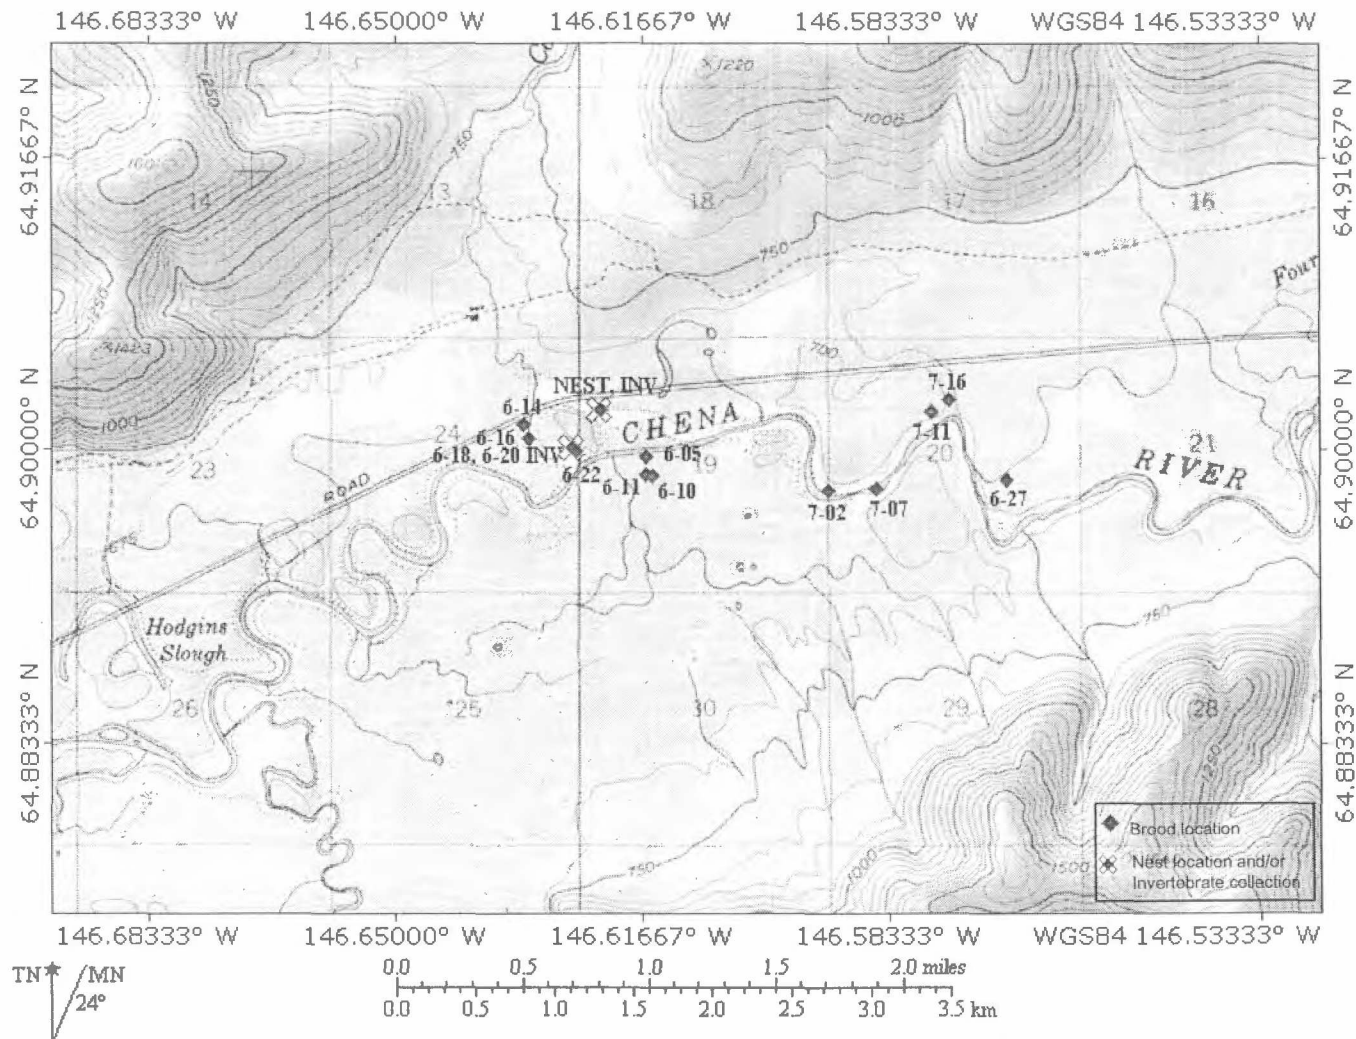 146.68333° W 146.65000° W 146.61667° W 146.58333° W WGS84 146.53333° W
64.91667° N
64.90000° N
64.88333° N
64.91667° N
64.90000° N
64.88333° N
1250
750
×1220
1000
14
13
18
17
16
750
1250
Four
×1423
700
1000
NEST, INV
7-16
6-14
CHENA
7-11
6-16
24
23
6-18, 6-20 INV
6-05
19
20
21
RIVER
6-22
6-11
6-10
6-27
ROAD
7-02
7-07
675
Hodgins
Slough
750
26
25
30
29
28
1250
750
1000
1500
Brood location
Nest location and/or
Invertobrate collection
146.68333° W 146.65000° W 146.61667° W 146.58333° W WGS84 146.53333° W
TN MN
24°
0.0 0.5 1.0 1.5 2.0 miles
0.0 0.5 1.0 1.5 2.0 2.5 3.0 3.5 km